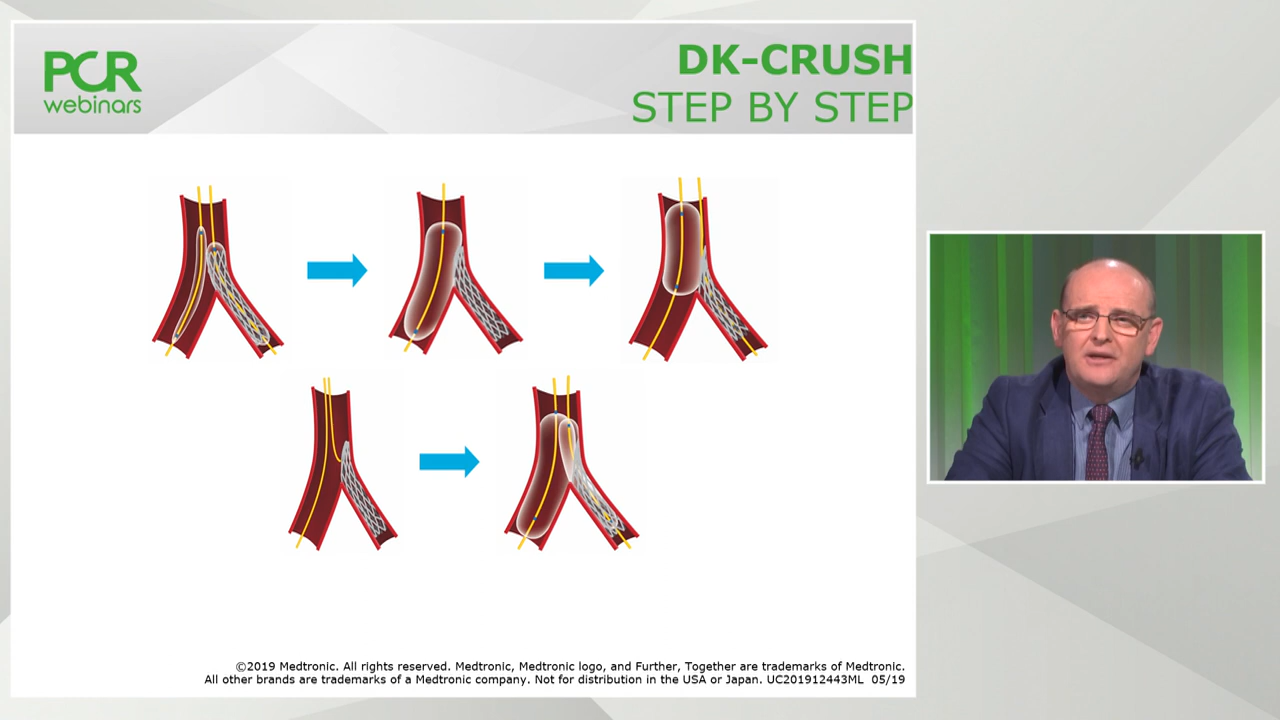 PCR
webinars
DK-CRUSH
STEP BY STEP
©2019 Medtronic. All rights reserved. Medtronic, Medtronic logo, and Further, Together are trademarks of Medtronic.
All other brands are trademarks of a Medtronic company. Not for distribution in the USA or Japan. UC201912443ML 05/19